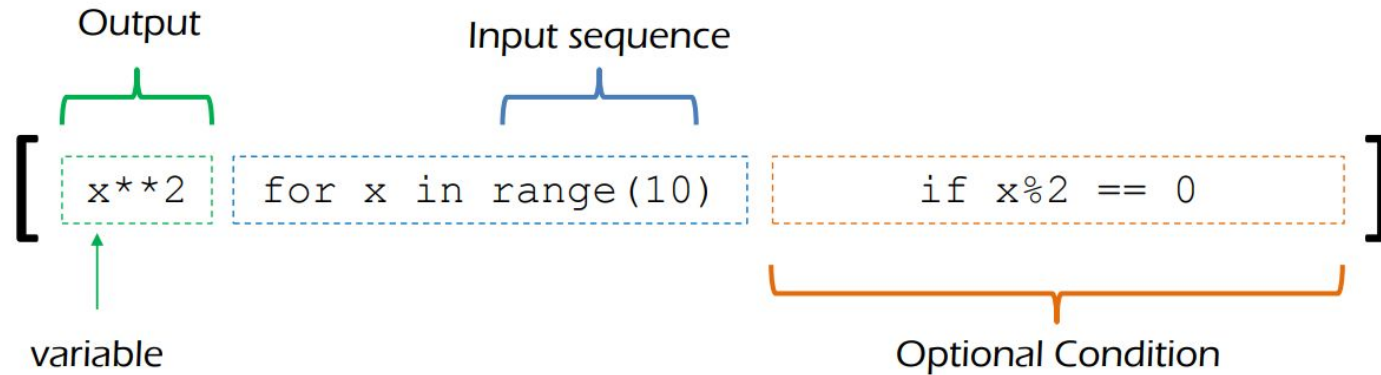 Output
Input sequence
[ x**2 for x in range(10) if x%2 == 0 ]
variable
Optional Condition